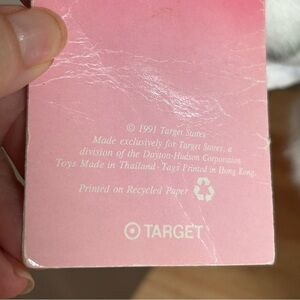 © 1991 Target Stores
Made exclusively for Target Stores, a
division of the Dayton-Hudson Corporation
Toys Made in Thailand · Tags Printed in Hong Kong.
Printed on Recycled Paper
TARGET